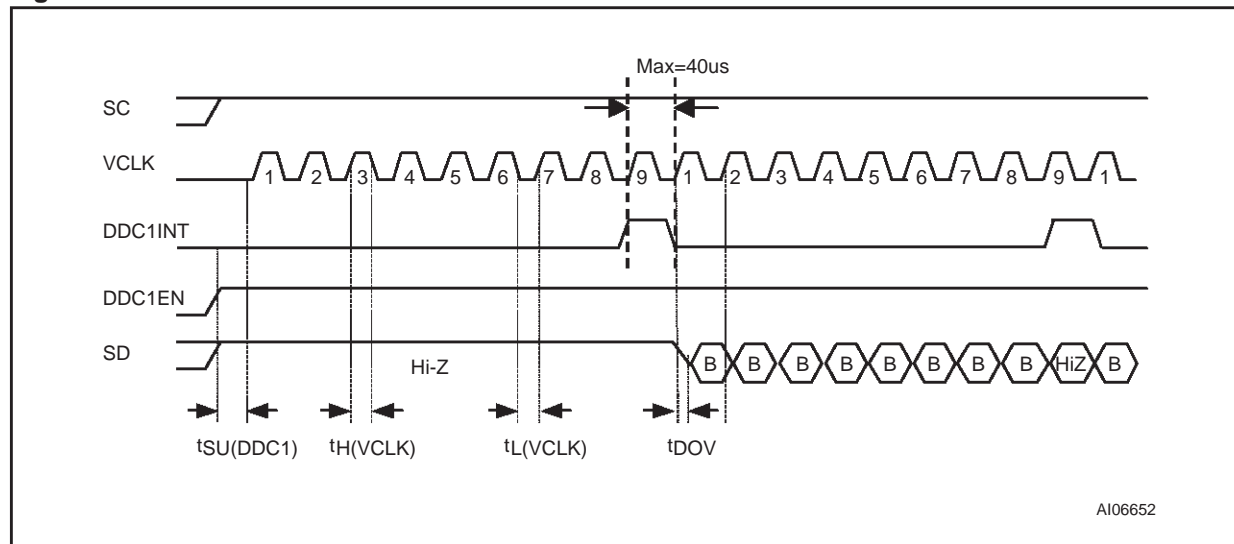 Max=40us
SC
VCLK
1 2 3 4 5 6 7 8 9 1 2 3 4 5 6 7 8 9 1
DDC1INT
DDC1EN
SD
Hi-Z
B B B B B B B B HiZ B
tSU(DDC1) tH(VCLK) tL(VCLK) tDOV
AI06652